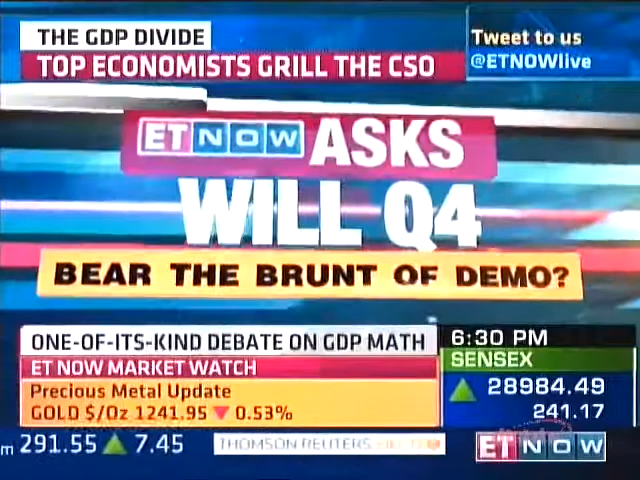 THE GDP DIVIDE
TOP ECONOMISTS GRILL THE CSO
Tweet to us
@ETNOWlive
ET NOW ASKS
WILL Q4
BEAR THE BRUNT OF DEMO?
ONE-OF-ITS-KIND DEBATE ON GDP MATH
ET NOW MARKET WATCH
Precious Metal Update
GOLD $/Oz 1241.95 ▼ 0.53%
6:30 PM
SENSEX
▲ 28984.49
241.17
m 291.55 ▲ 7.45
THOMSON REUTERS
ET NOW